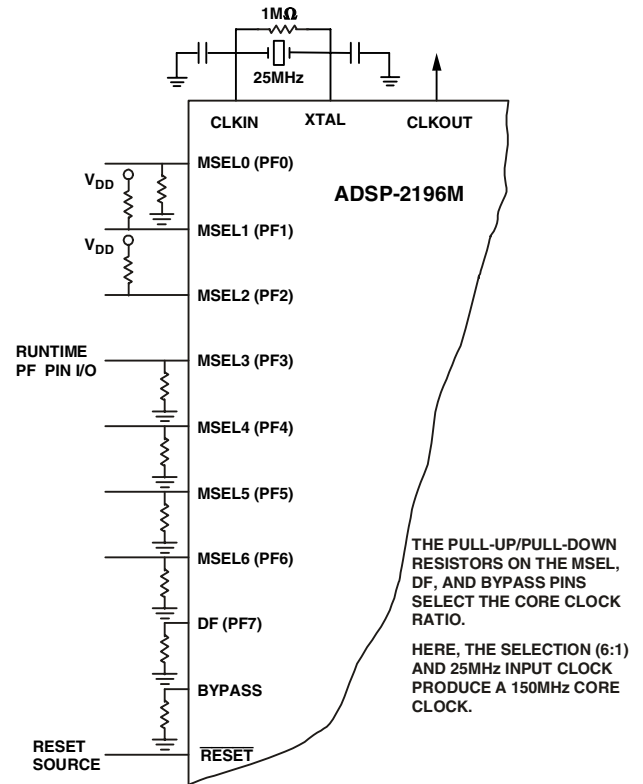 1MΩ
25MHz
CLKIN
XTAL
CLKOUT
MSEL0 (PF0)
VDD
ADSP-2196M
MSEL1 (PF1)
VDD
MSEL2 (PF2)
RUNTIME
PF PIN I/O
MSEL3 (PF3)
MSEL4 (PF4)
MSEL5 (PF5)
MSEL6 (PF6)
DF (PF7)
BYPASS
RESET
SOURCE
RESET
THE PULL-UP/PULL-DOWN
RESISTORS ON THE MSEL,
DF, AND BYPASS PINS
SELECT THE CORE CLOCK
RATIO.
HERE, THE SELECTION (6:1)
AND 25MHz INPUT CLOCK
PRODUCE A 150MHz CORE
CLOCK.